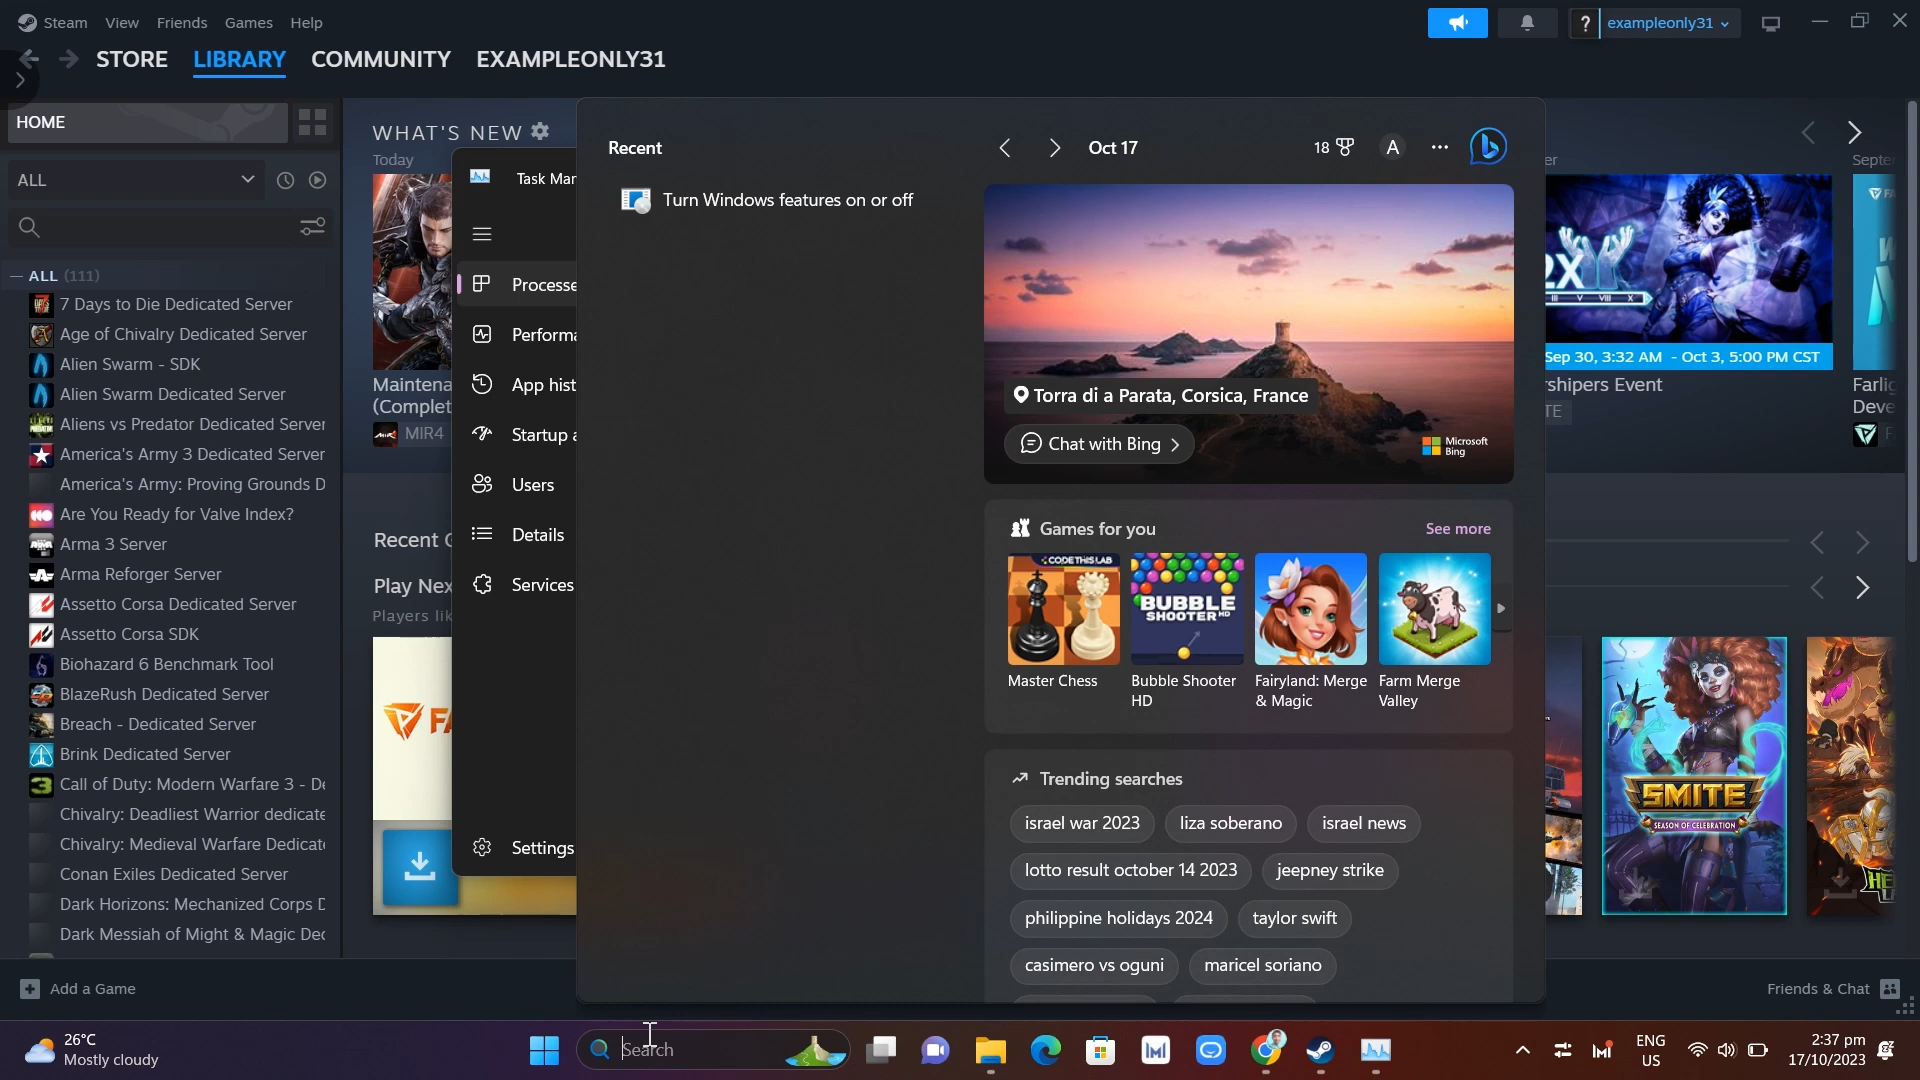 Steam View Friends Games Help
exampleonly31
STORE LIBRARY COMMUNITY EXAMPLEONLY31
HOME
ALL
ALL (111)
7 Days to Die Dedicated Server
Age of Chivalry Dedicated Server
Alien Swarm - SDK
Alien Swarm Dedicated Server
Aliens vs Predator Dedicated Server
America's Army 3 Dedicated Server
America's Army: Proving Grounds D
Are You Ready for Valve Index?
Arma 3 Server
Arma Reforger Server
Assetto Corsa Dedicated Server
Assetto Corsa SDK
Biohazard 6 Benchmark Tool
BlazeRush Dedicated Server
Breach - Dedicated Server
Brink Dedicated Server
Call of Duty: Modern Warfare 3 - De
Chivalry: Deadliest Warrior dedicate
Chivalry: Medieval Warfare Dedicate
Conan Exiles Dedicated Server
Dark Horizons: Mechanized Corps D
Dark Messiah of Might & Magic Dec
Add a Game
WHAT'S NEW
Today
Maintena
(Complet
MIR4
Recent G
Play Nex
Players lik
FA
Task Mar
Processe
Performa
App hist
Startup a
Users
Details
Services
Settings
Recent
Turn Windows features on or off
Oct 17
18
A
Torra di a Parata, Corsica, France
Chat with Bing
Microsoft
Bing
Games for you
See more
CODETHISLAB
BUBBLE
SHOOTER HD
Master Chess
Bubble Shooter
HD
Fairyland: Merge
& Magic
Farm Merge
Valley
Trending searches
israel war 2023
liza soberano
israel news
lotto result october 14 2023
jeepney strike
philippine holidays 2024
taylor swift
casimero vs oguni
maricel soriano
er
Septe
2X
III V VIII X
Sep 30, 3:32 AM - Oct 3, 5:00 PM CST
rshipers Event
TE
Farlig
Deve
F
SMITE
SEASON OF CELEBRATION
HE
Friends & Chat
26°C
Mostly cloudy
Search
ENG
US
2:37 pm
17/10/2023